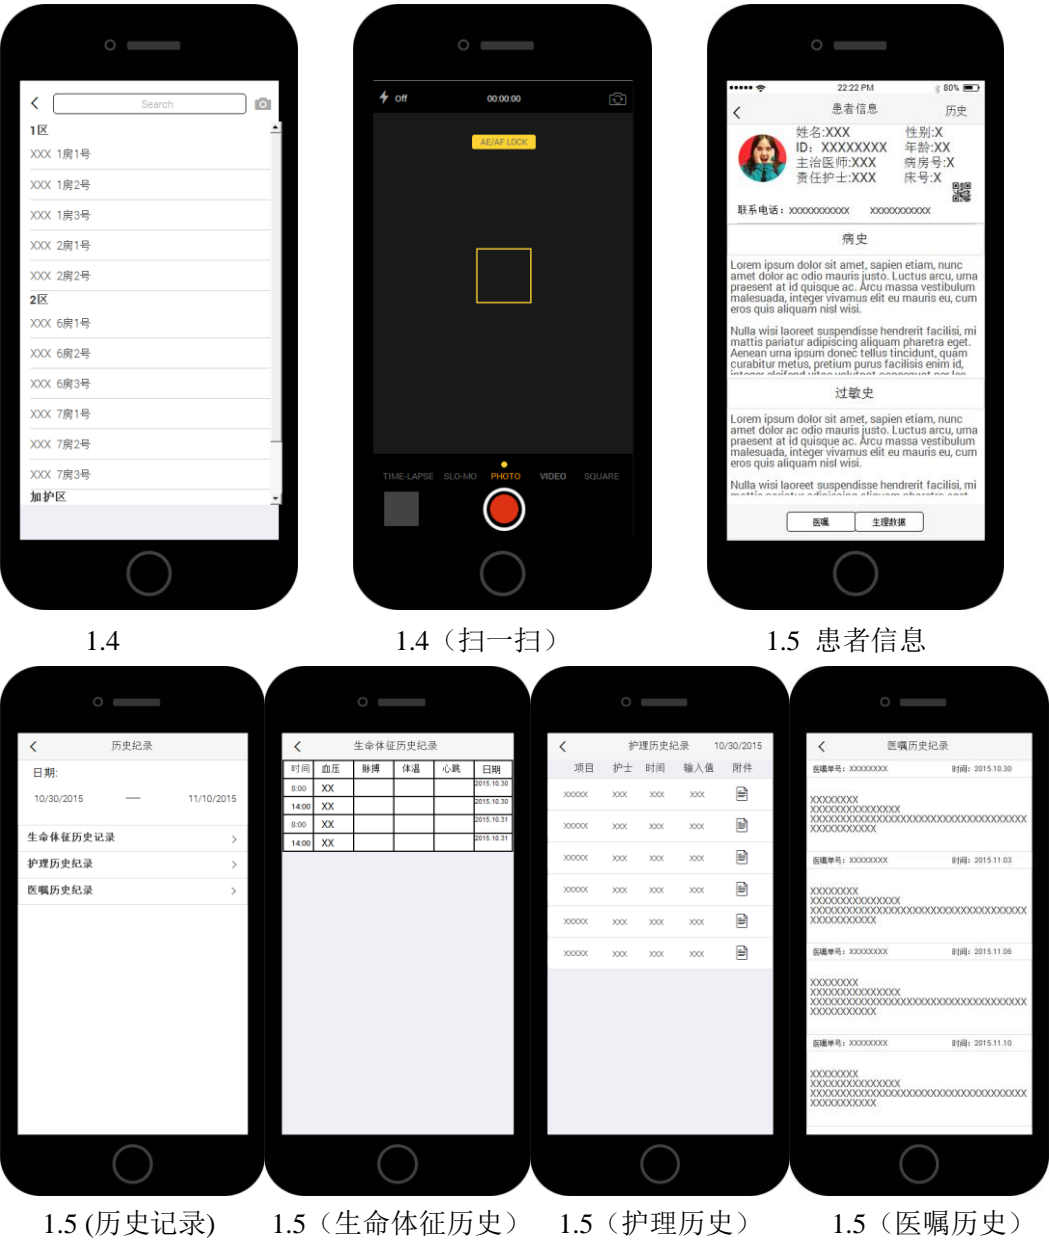 Search
1区
XXX 1房1号
XXX 1房2号
XXX 1房3号
XXX 2房1号
XXX 2房2号
2区
XXX 6房1号
XXX 6房2号
XXX 6房3号
XXX 7房1号
XXX 7房2号
XXX 7房3号
加护区
Off 00:00:00
AE/AF LOCK
TIME-LAPSE SLO-MO PHOTO VIDEO SQUARE
22:22 PM 80%
患者信息 历史
姓名:XXX 性别:X
ID：XXXXXXXX 年龄:XX
主治医师:XXX 病房号:X
责任护士:XXX 床号:X
联系电话：XXXXXXXXXXX XXXXXXXXXXX
病史
Lorem ipsum dolor sit amet, sapien etiam, nunc
amet dolor ac odio mauris justo. Luctus arcu, urna
praesent at id quisque ac. Arcu massa vestibulum
malesuada, integer vivamus elit eu mauris eu, cum
eros quis aliquam nisl wisi.
Nulla wisi laoreet suspendisse hendrerit facilisi, mi
mattis pariatur adipiscing aliquam pharetra eget.
Aenean urna ipsum donec tellus tincidunt, quam
curabitur metus, pretium purus facilisis enim id,
integer eleifend vitae volutpat consequat per leo
过敏史
Lorem ipsum dolor sit amet, sapien etiam, nunc
amet dolor ac odio mauris justo. Luctus arcu, urna
praesent at id quisque ac. Arcu massa vestibulum
malesuada, integer vivamus elit eu mauris eu, cum
eros quis aliquam nisl wisi.
Nulla wisi laoreet suspendisse hendrerit facilisi, mi
mattis pariatur adipiscing aliquam pharetra eget
医嘱 生理数据
1.4
1.4（扫一扫）
1.5 患者信息
历史纪录
日期:
10/30/2015 — 11/10/2015
生命体征历史记录
护理历史纪录
医嘱历史纪录
生命体征历史纪录
时间 血压 脉搏 体温 心跳 日期
8:00 XX 2015.10.30
14:00 XX 2015.10.30
8:00 XX 2015.10.31
14:00 XX 2015.10.31
护理历史纪录 10/30/2015
项目 护士 时间 输入值 附件
XXXXX XXX XXX XXX
XXXXX XXX XXX XXX
XXXXX XXX XXX XXX
XXXXX XXX XXX XXX
XXXXX XXX XXX XXX
XXXXX XXX XXX XXX
医嘱历史纪录
医嘱单号：XXXXXXXX 时间：2015.10.30
XXXXXXXX
XXXXXXXXXXXXXXX
XXXXXXXXXXXXXXXXXXXXXXXXXXXXXXXXXXXX
XXXXXXXXXXX
医嘱单号：XXXXXXXX 时间：2015.11.03
XXXXXXXX
XXXXXXXXXXXXXXX
XXXXXXXXXXXXXXXXXXXXXXXXXXXXXXXXXXXX
XXXXXXXXXXX
医嘱单号：XXXXXXXX 时间：2015.11.06
XXXXXXXX
XXXXXXXXXXXXXXX
XXXXXXXXXXXXXXXXXXXXXXXXXXXXXXXXXXXX
XXXXXXXXXXX
医嘱单号：XXXXXXXX 时间：2015.11.10
XXXXXXXX
XXXXXXXXXXXXXXX
XXXXXXXXXXXXXXXXXXXXXXXXXXXXXXXXXXXX
XXXXXXXXXXX
1.5 (历史记录)
1.5（生命体征历史）
1.5（护理历史）
1.5（医嘱历史）